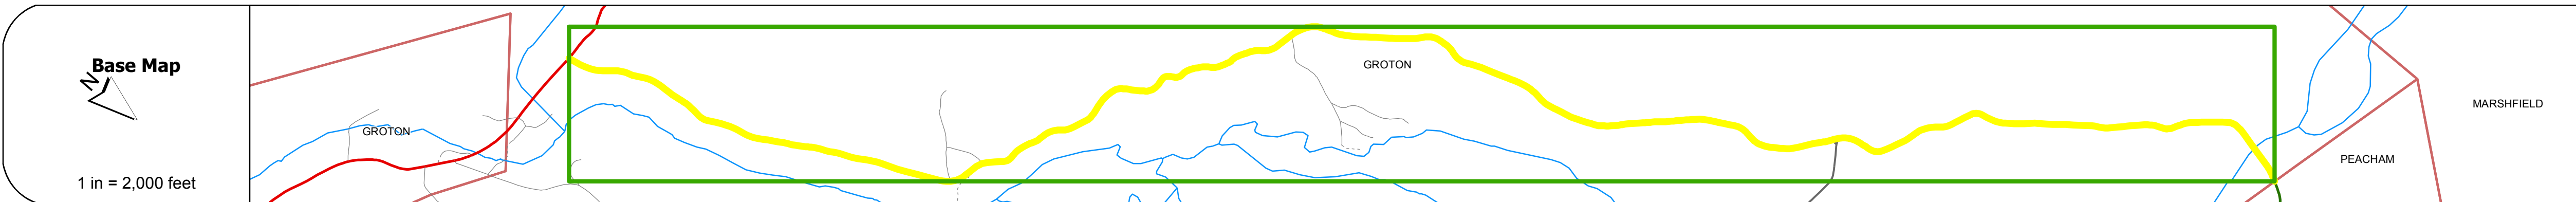 Base Map
N
1 in = 2,000 feet
GROTON
GROTON
MARSHFIELD
PEACHAM